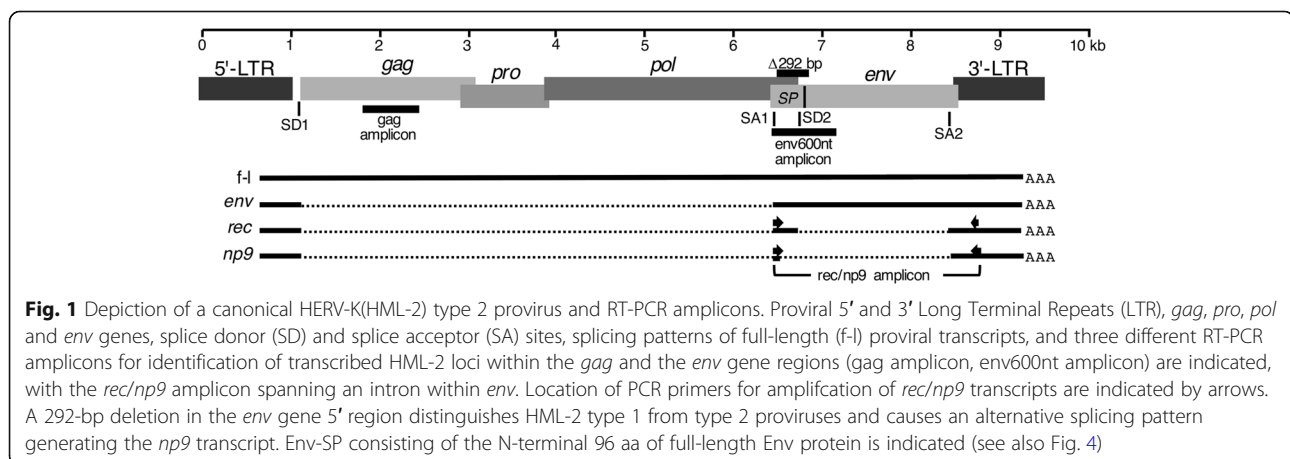 0 1 2 3 4 5 6 7 8 9 10 kb
5'-LTR gag pro pol Δ292 bp env 3'-LTR
SP
SD1 gag amplicon SA1 SD2 SA2
env600nt amplicon
f-l AAA
env AAA
rec AAA
np9 AAA
rec/np9 amplicon
Fig. 1 Depiction of a canonical HERV-K(HML-2) type 2 provirus and RT-PCR amplicons. Proviral 5′ and 3′ Long Terminal Repeats (LTR), gag, pro, pol
and env genes, splice donor (SD) and splice acceptor (SA) sites, splicing patterns of full-length (f-l) proviral transcripts, and three different RT-PCR
amplicons for identification of transcribed HML-2 loci within the gag and the env gene regions (gag amplicon, env600nt amplicon) are indicated,
with the rec/np9 amplicon spanning an intron within env. Location of PCR primers for amplifcation of rec/np9 transcripts are indicated by arrows.
A 292-bp deletion in the env gene 5′ region distinguishes HML-2 type 1 from type 2 proviruses and causes an alternative splicing pattern
generating the np9 transcript. Env-SP consisting of the N-terminal 96 aa of full-length Env protein is indicated (see also Fig. 4)